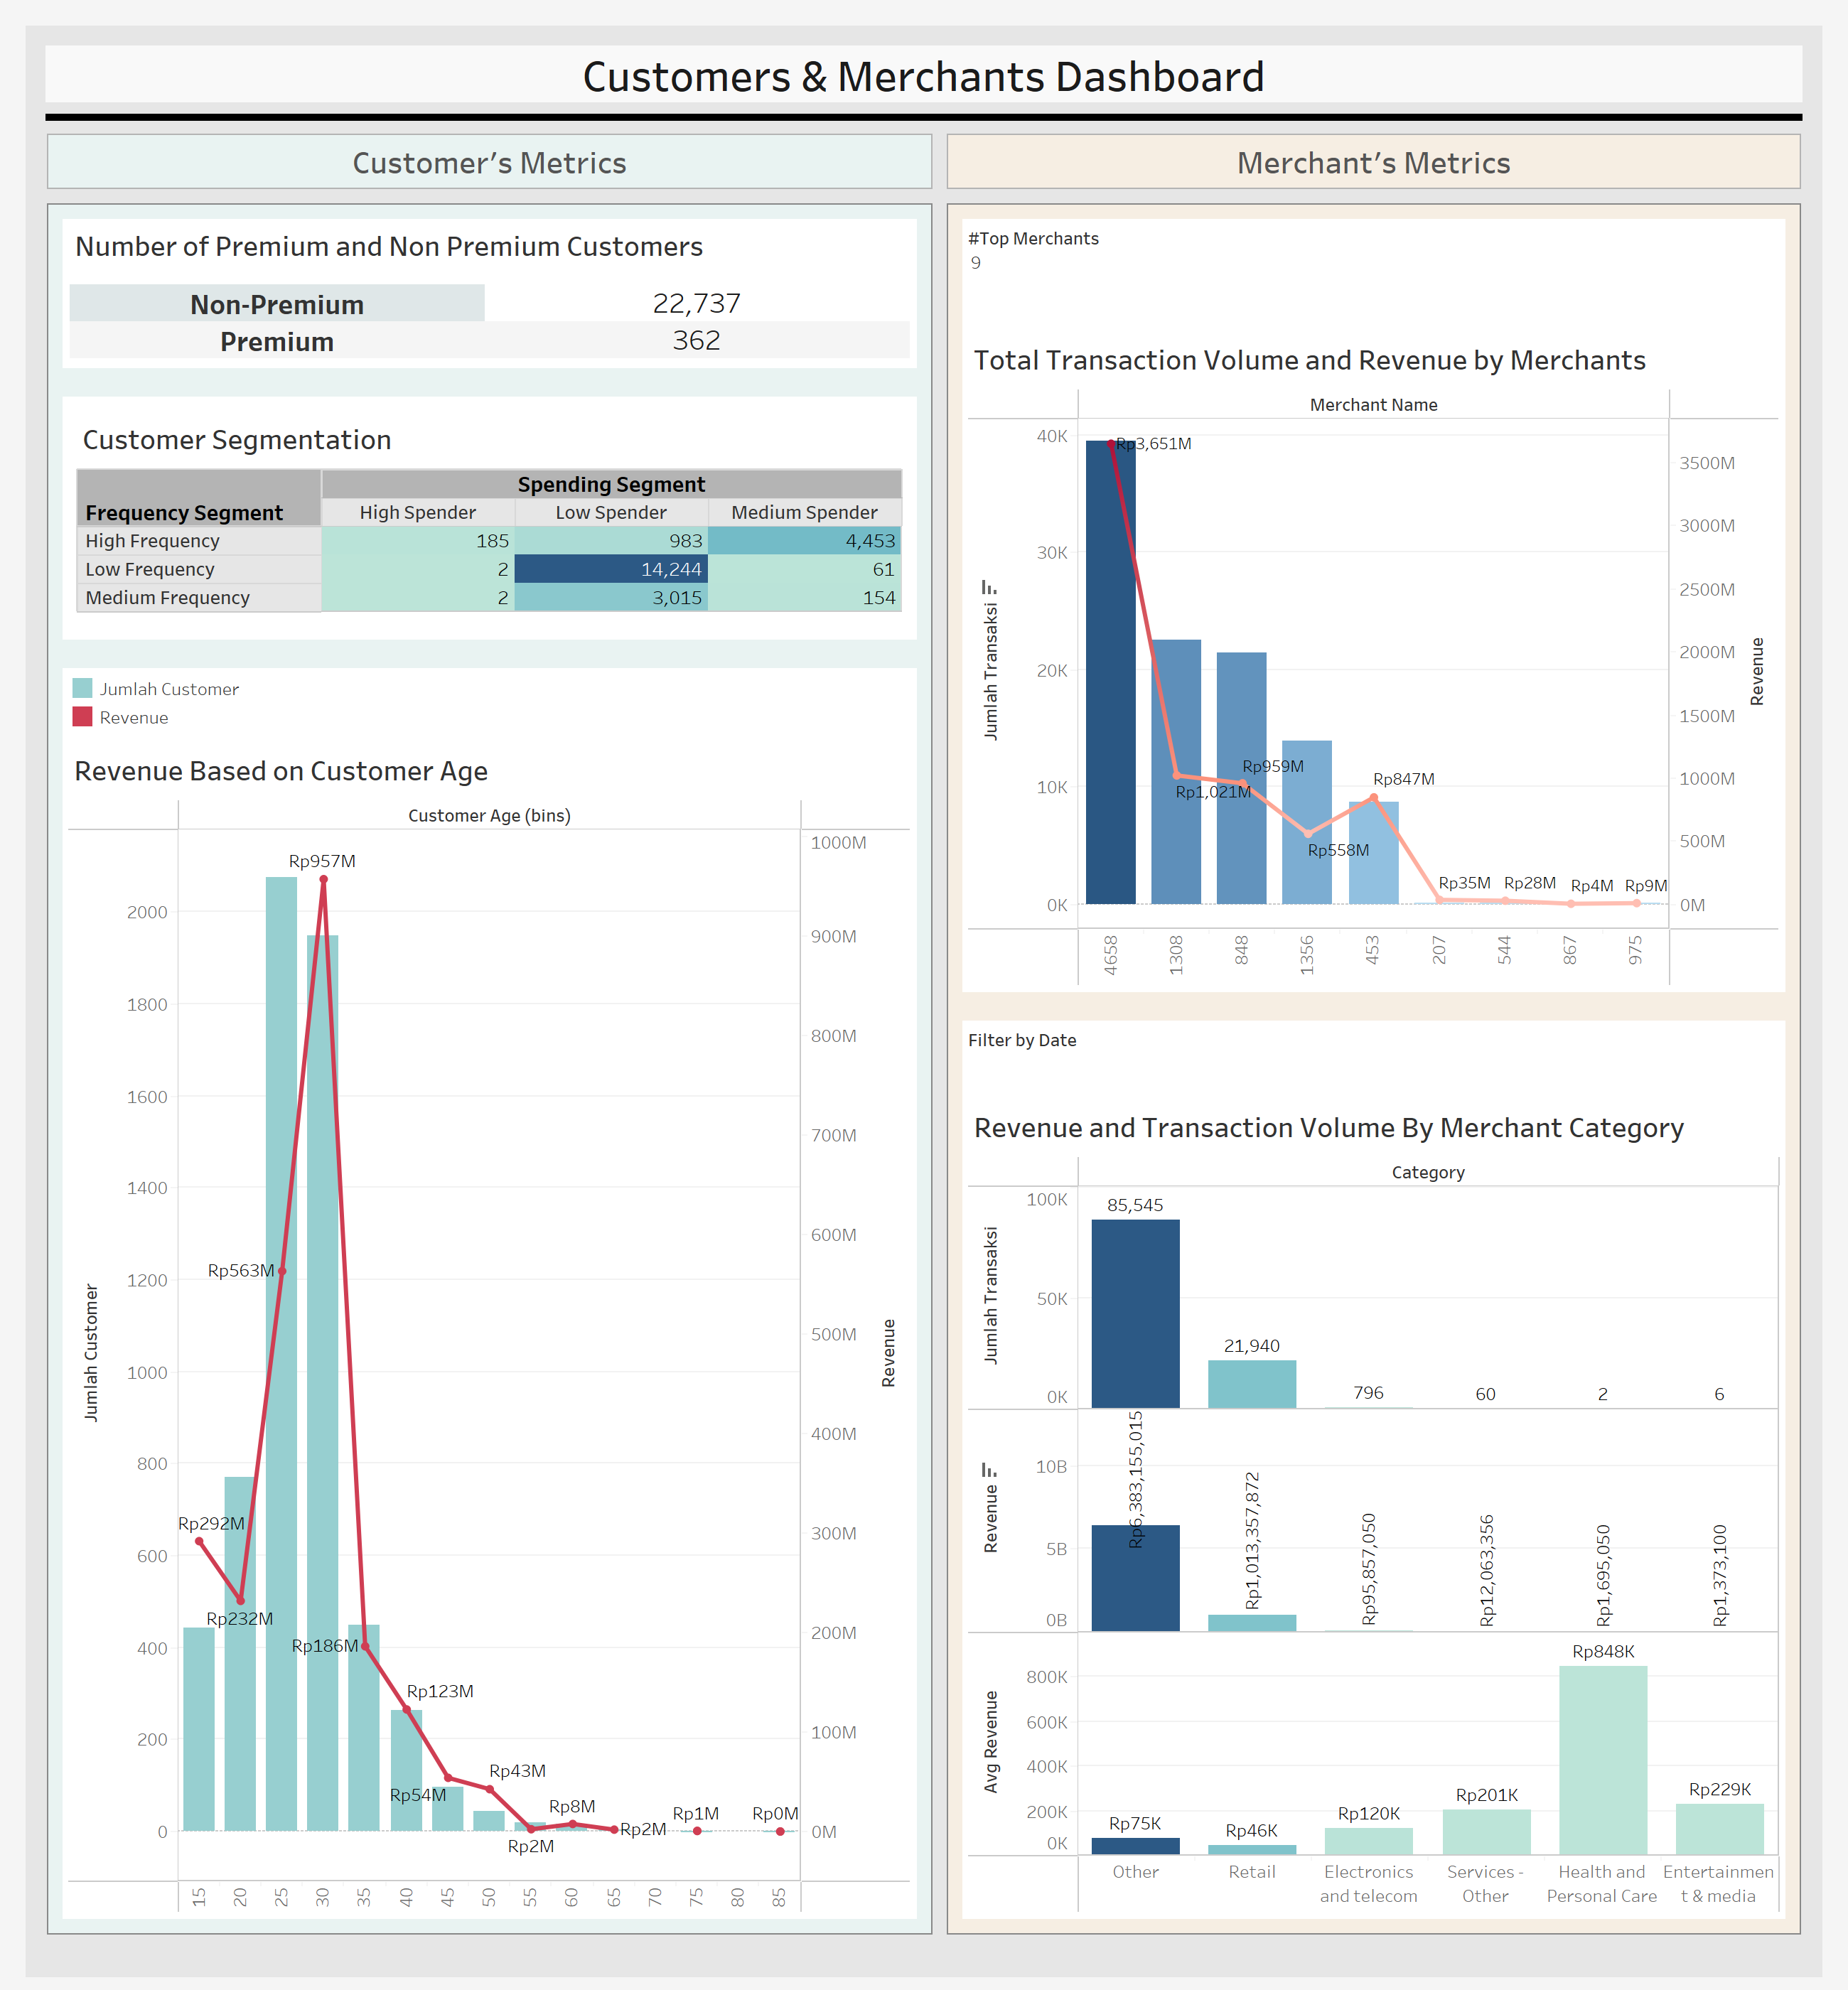 Customers & Merchants Dashboard
Customer's Metrics
Number of Premium and Non Premium Customers
Non-Premium 22,737
Premium 362
Customer Segmentation
Spending Segment
Frequency Segment High Spender Low Spender Medium Spender
High Frequency 185 983 4,453
Low Frequency 2 14,244 61
Medium Frequency 2 3,015 154
Jumlah Customer
Revenue
Revenue Based on Customer Age
Customer Age (bins)
Jumlah Customer
2000
1800
1600
1400
1200
1000
800
600
400
200
0
Rp957M
Rp563M
Rp292M
Rp232M
Rp186M
Rp123M
Rp54M
Rp43M
Rp2M
Rp8M
Rp2M
Rp1M
Rp0M
1000M
900M
800M
700M
600M
500M
400M
300M
200M
100M
0M
Revenue
15 20 25 30 35 40 45 50 55 60 65 70 75 80 85
Merchant's Metrics
#Top Merchants
9
Total Transaction Volume and Revenue by Merchants
Merchant Name
Jumlah Transaksi
40K
30K
20K
10K
0K
Rp3,651M
Rp1,021M
Rp959M
Rp558M
Rp847M
Rp35M
Rp28M
Rp4M
Rp9M
3500M
3000M
2500M
2000M
1500M
1000M
500M
0M
Revenue
4658 1308 848 1356 453 207 544 867 975
Filter by Date
Revenue and Transaction Volume By Merchant Category
Category
Jumlah Transaksi
100K
50K
0K
85,545 21,940 796 60 2 6
Revenue
10B
5B
0B
Rp6,383,155,015 Rp1,013,357,872 Rp95,857,050 Rp12,063,356 Rp1,695,050 Rp1,373,100
Avg Revenue
800K
600K
400K
200K
0K
Rp75K Rp46K Rp120K Rp201K Rp848K Rp229K
Other Retail Electronics Services - Health and Entertainmen
and telecom Other Personal Care t & media